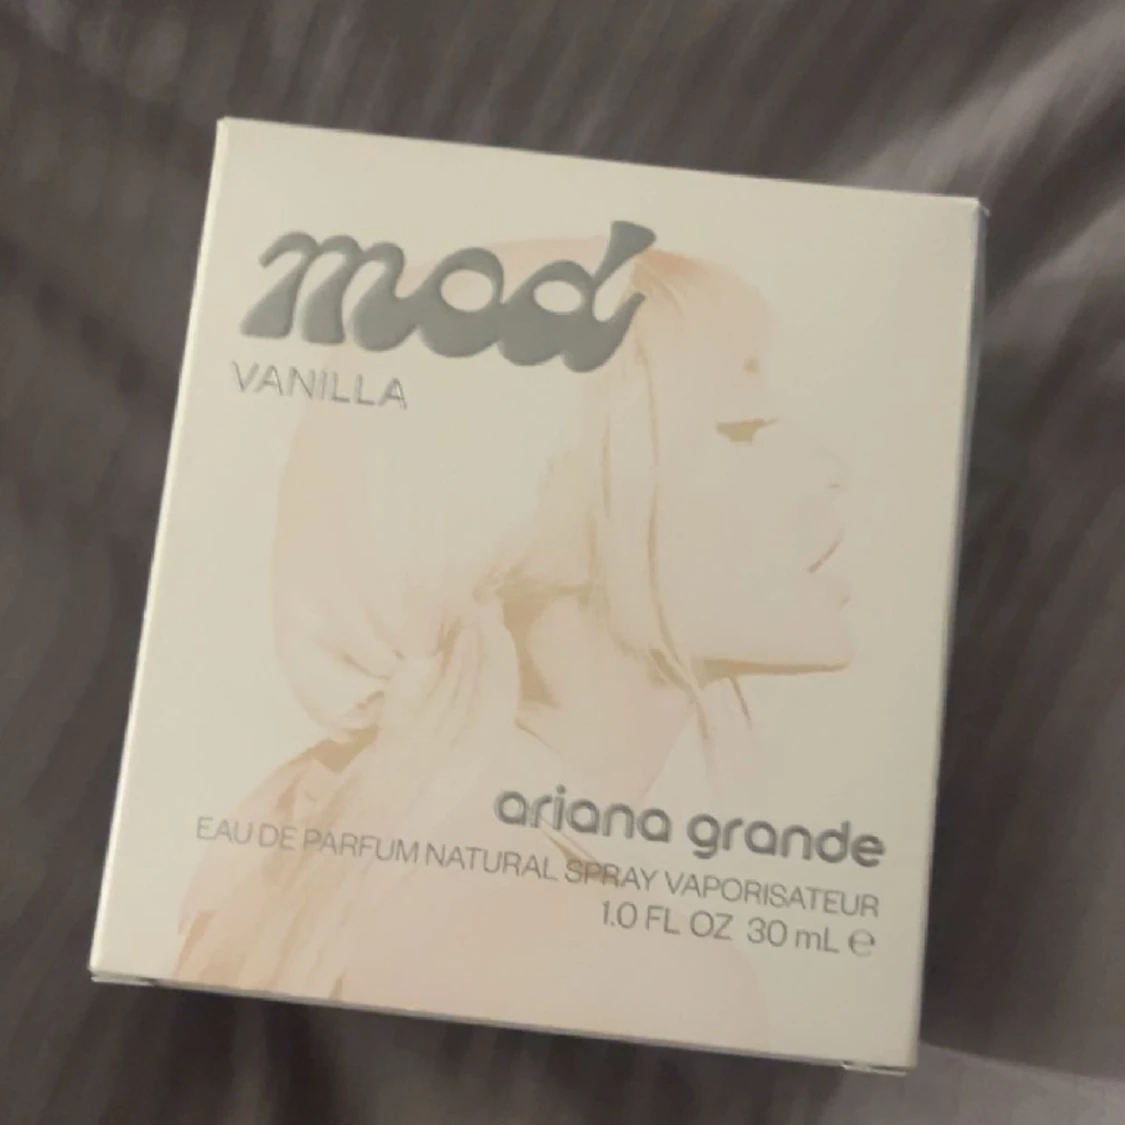 mod
VANILLA
ariana grande
EAU DE PARFUM NATURAL SPRAY VAPORISATEUR
1.0 FL OZ 30 mL ℮